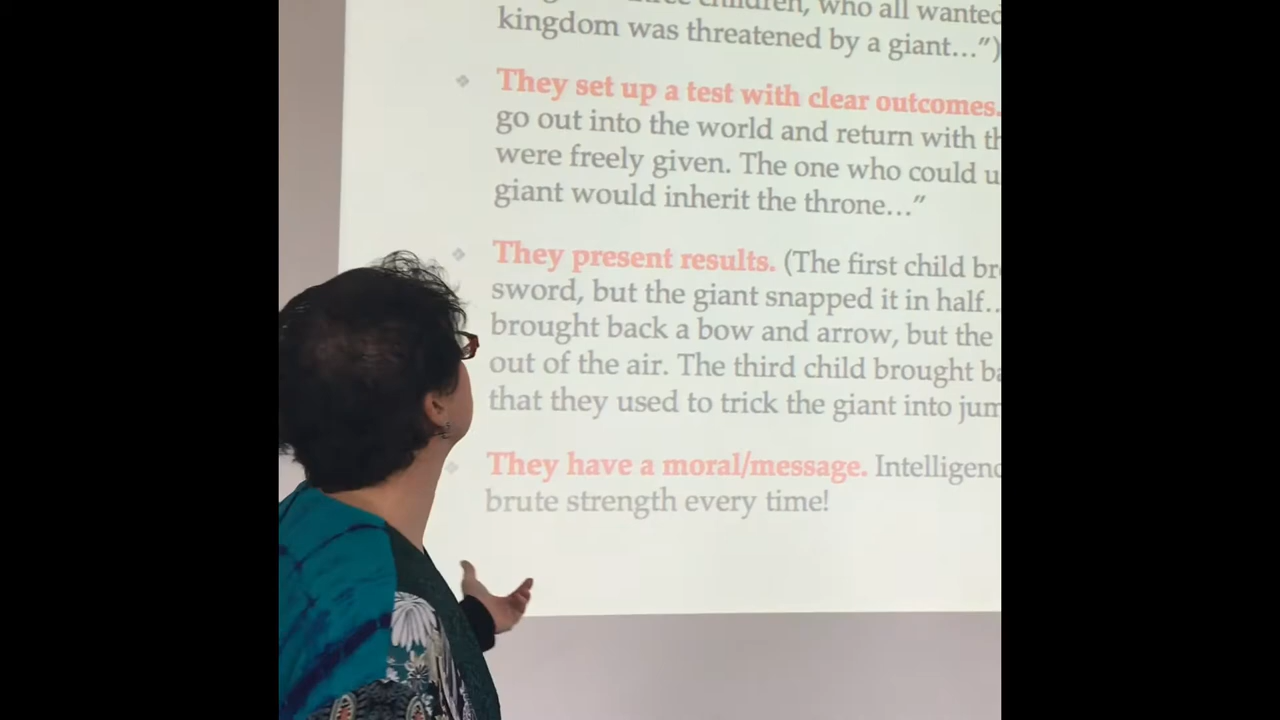 children, who all wanted
kingdom was threatened by a giant…”)
They set up a test with clear outcomes.
go out into the world and return with th
were freely given. The one who could u
giant would inherit the throne…”
They present results. (The first child br
sword, but the giant snapped it in half..
brought back a bow and arrow, but the
out of the air. The third child brought ba
that they used to trick the giant into jum
They have a moral/message. Intelligenc
brute strength every time!